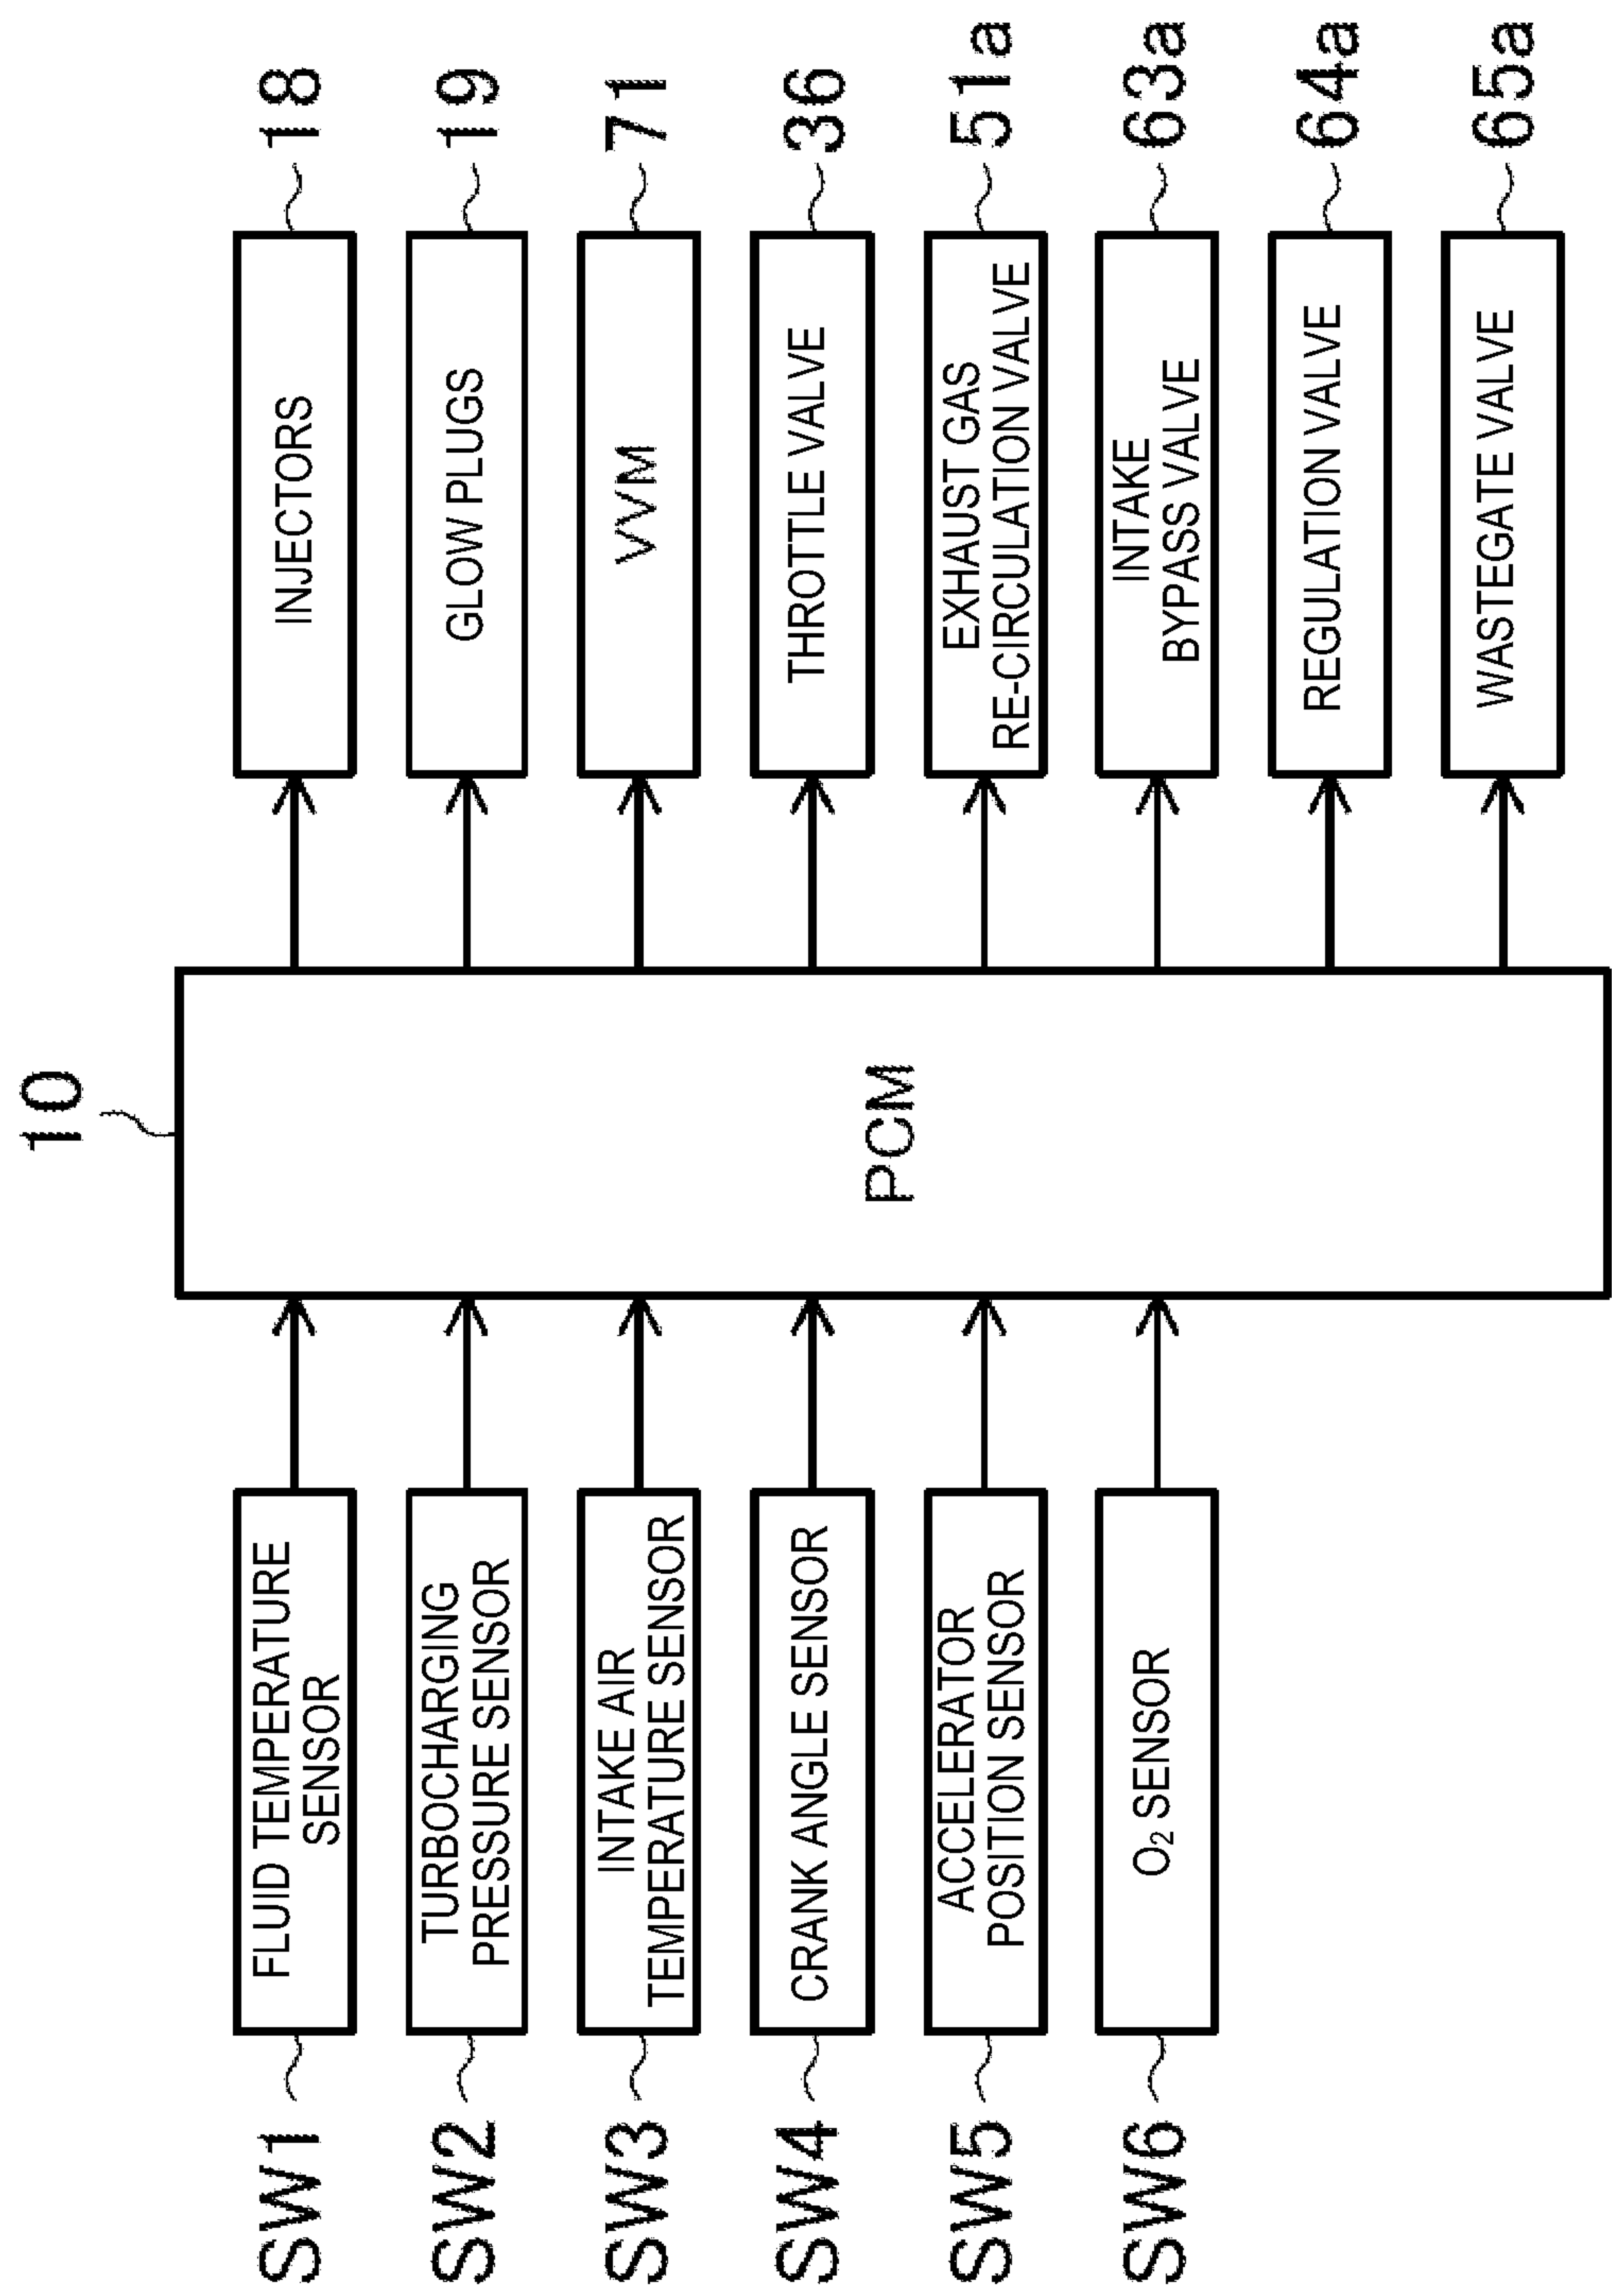 10
SW1
FLUID TEMPERATURE
SENSOR
SW2
TURBOCHARGING
PRESSURE SENSOR
SW3
INTAKE AIR
TEMPERATURE SENSOR
SW4
CRANK ANGLE SENSOR
SW5
ACCELERATOR
POSITION SENSOR
SW6
O₂ SENSOR
PCM
INJECTORS
18
GLOW PLUGS
19
VVM
71
THROTTLE VALVE
36
EXHAUST GAS
RE-CIRCULATION VALVE
51a
INTAKE
BYPASS VALVE
63a
REGULATION VALVE
64a
WASTEGATE VALVE
65a